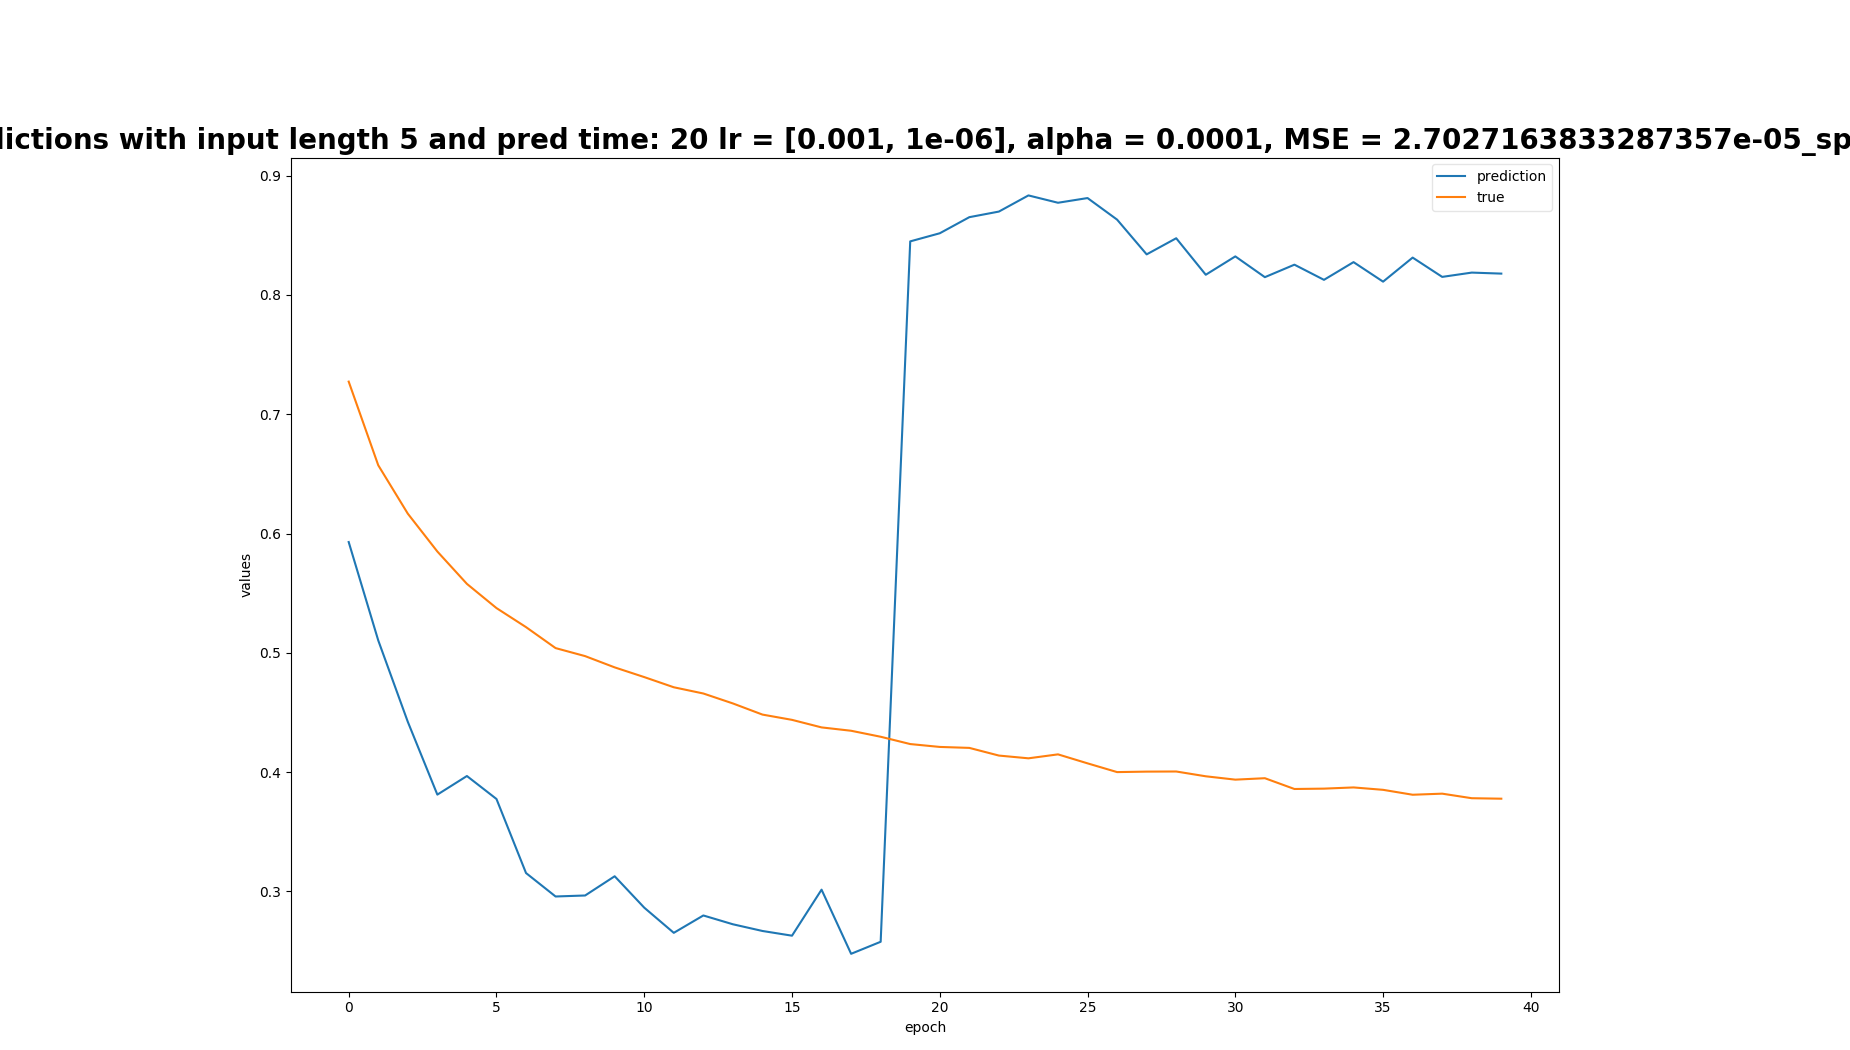 dictions with input length 5 and pred time: 20 lr = [0.001, 1e-06], alpha = 0.0001, MSE = 2.7027163833287357e-05_sp
prediction
true
0.9
0.8
0.7
0.6
0.5
0.4
0.3
values
0 5 10 15 20 25 30 35 40
epoch